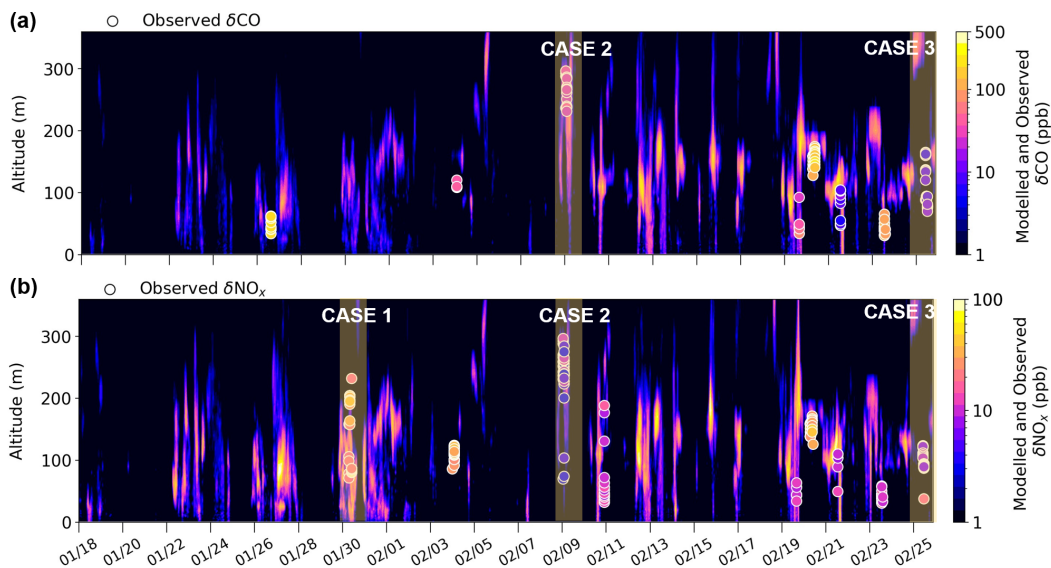 (a)
Observed δCO
CASE 2
CASE 3
300
200
100
0
Altitude (m)
500
100
10
1
Modelled and Observed
δCO (ppb)
(b)
Observed δNOₓ
CASE 1
CASE 2
CASE 3
300
200
100
0
Altitude (m)
100
10
1
Modelled and Observed
δNOₓ (ppb)
01/18
01/20
01/22
01/24
01/26
01/28
01/30
02/01
02/03
02/05
02/07
02/09
02/11
02/13
02/15
02/17
02/19
02/21
02/23
02/25